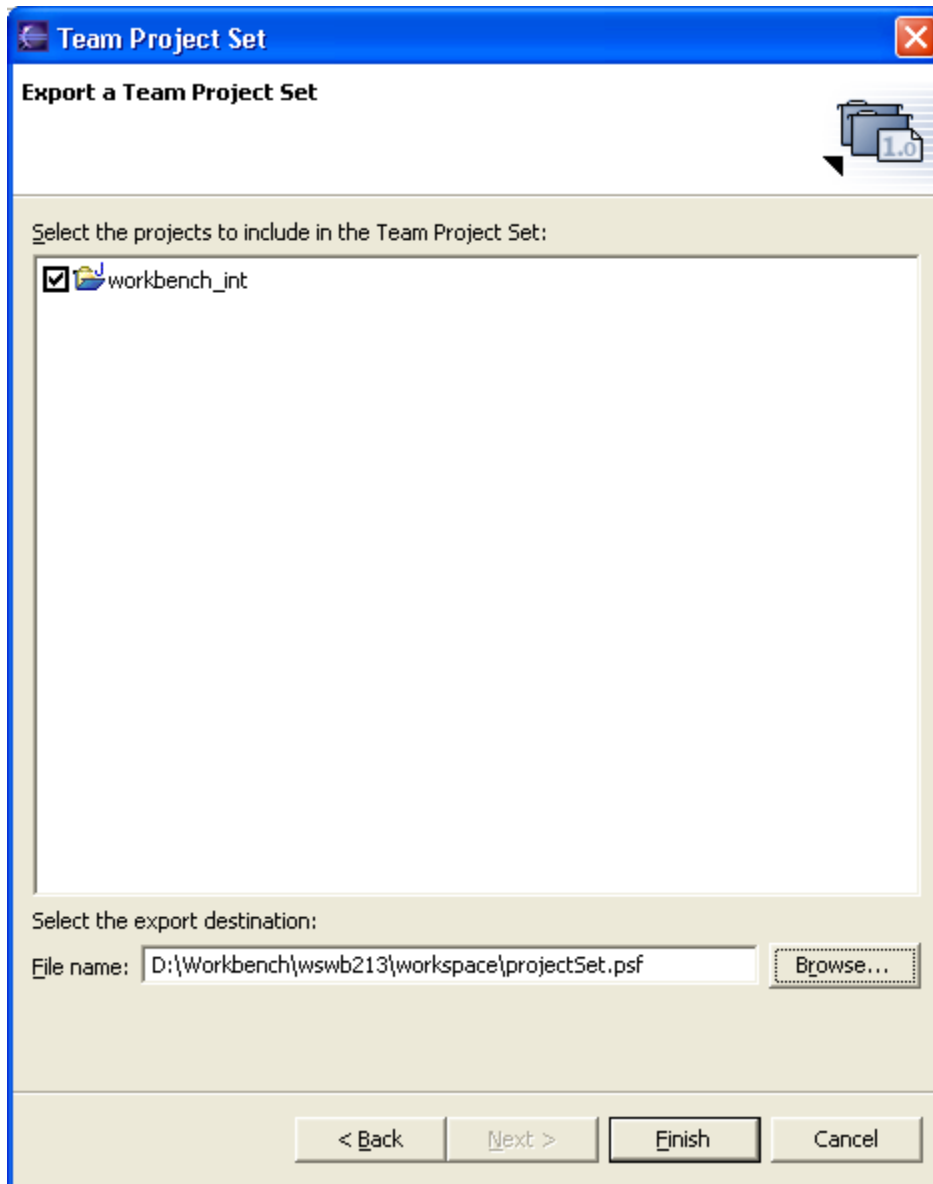 Team Project Set
Export a Team Project Set
1.0
Select the projects to include in the Team Project Set:
workbench_int
Select the export destination:
File name: D:\Workbench\wswb213\workspace\projectSet.psf Browse...
< Back Next > Finish Cancel